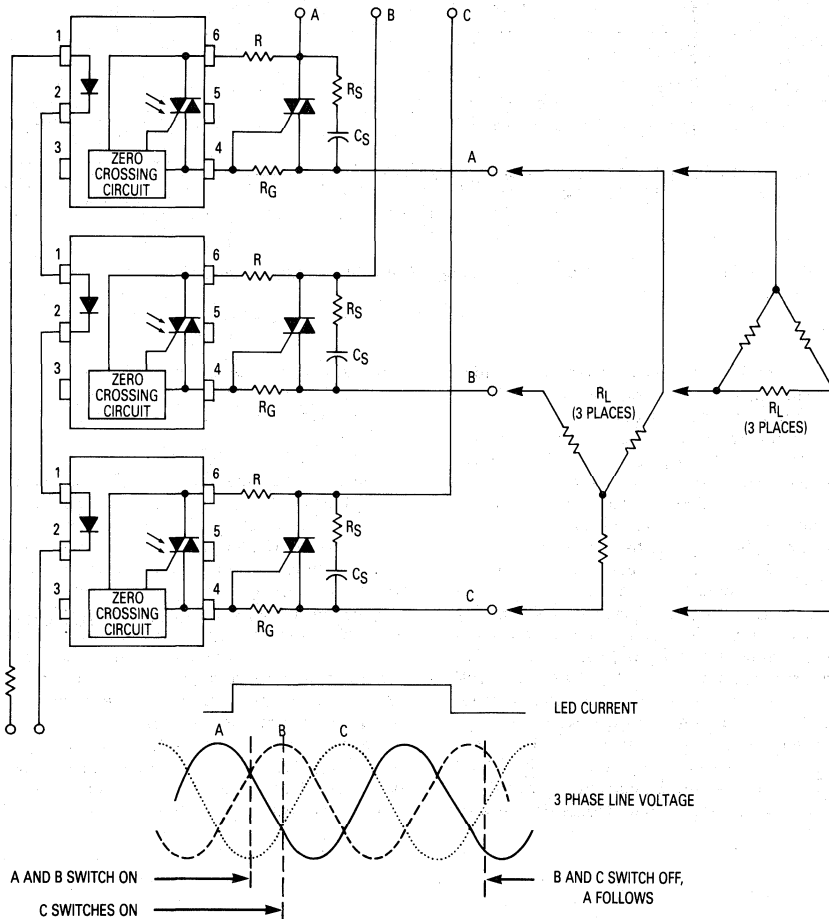 A B C
1 6 R
2 5 RS
CS
3 4 RG
ZERO
CROSSING
CIRCUIT
A
1 6 R
2 5 RS
CS
3 4 RG
ZERO
CROSSING
CIRCUIT
B
RL
(3 PLACES)
RL
(3 PLACES)
1 6 R
2 5 RS
CS
3 4 RG
ZERO
CROSSING
CIRCUIT
C
LED CURRENT
A B C
3 PHASE LINE VOLTAGE
A AND B SWITCH ON
B AND C SWITCH OFF,
A FOLLOWS
C SWITCHES ON